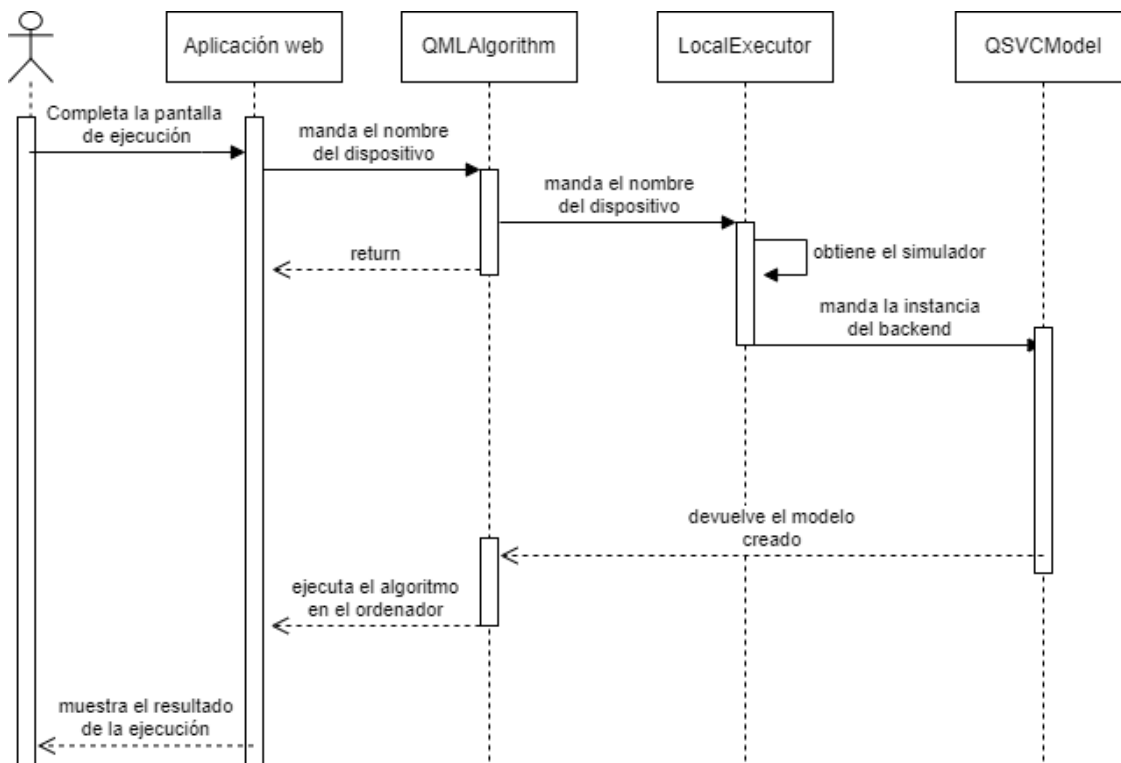 Aplicación web
QMLAlgorithm
LocalExecutor
QSVCModel
Completa la pantalla
de ejecución
manda el nombre
del dispositivo
manda el nombre
del dispositivo
return
obtiene el simulador
manda la instancia
del backend
devuelve el modelo
creado
ejecuta el algoritmo
en el ordenador
muestra el resultado
de la ejecución